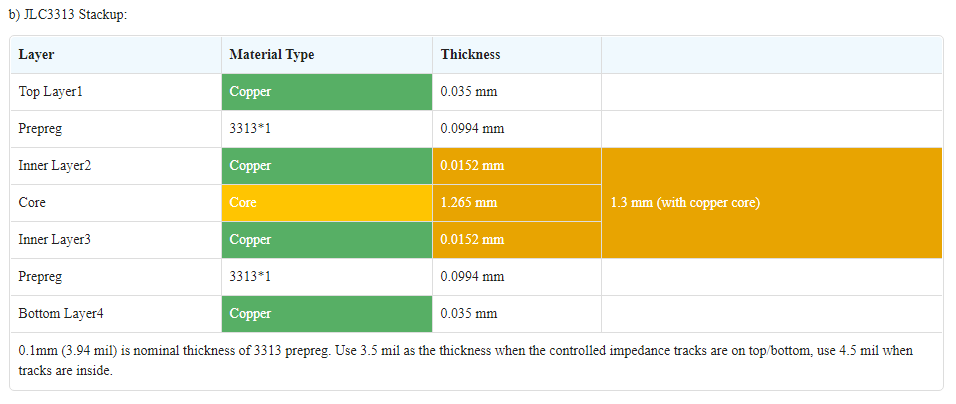 b) JLC3313 Stackup:
Layer Material Type Thickness
Top Layer1 Copper 0.035 mm
Prepreg 3313*1 0.0994 mm
Inner Layer2 Copper 0.0152 mm
Core Core 1.265 mm 1.3 mm (with copper core)
Inner Layer3 Copper 0.0152 mm
Prepreg 3313*1 0.0994 mm
Bottom Layer4 Copper 0.035 mm
0.1mm (3.94 mil) is nominal thickness of 3313 prepreg. Use 3.5 mil as the thickness when the controlled impedance tracks are on top/bottom, use 4.5 mil when
tracks are inside.